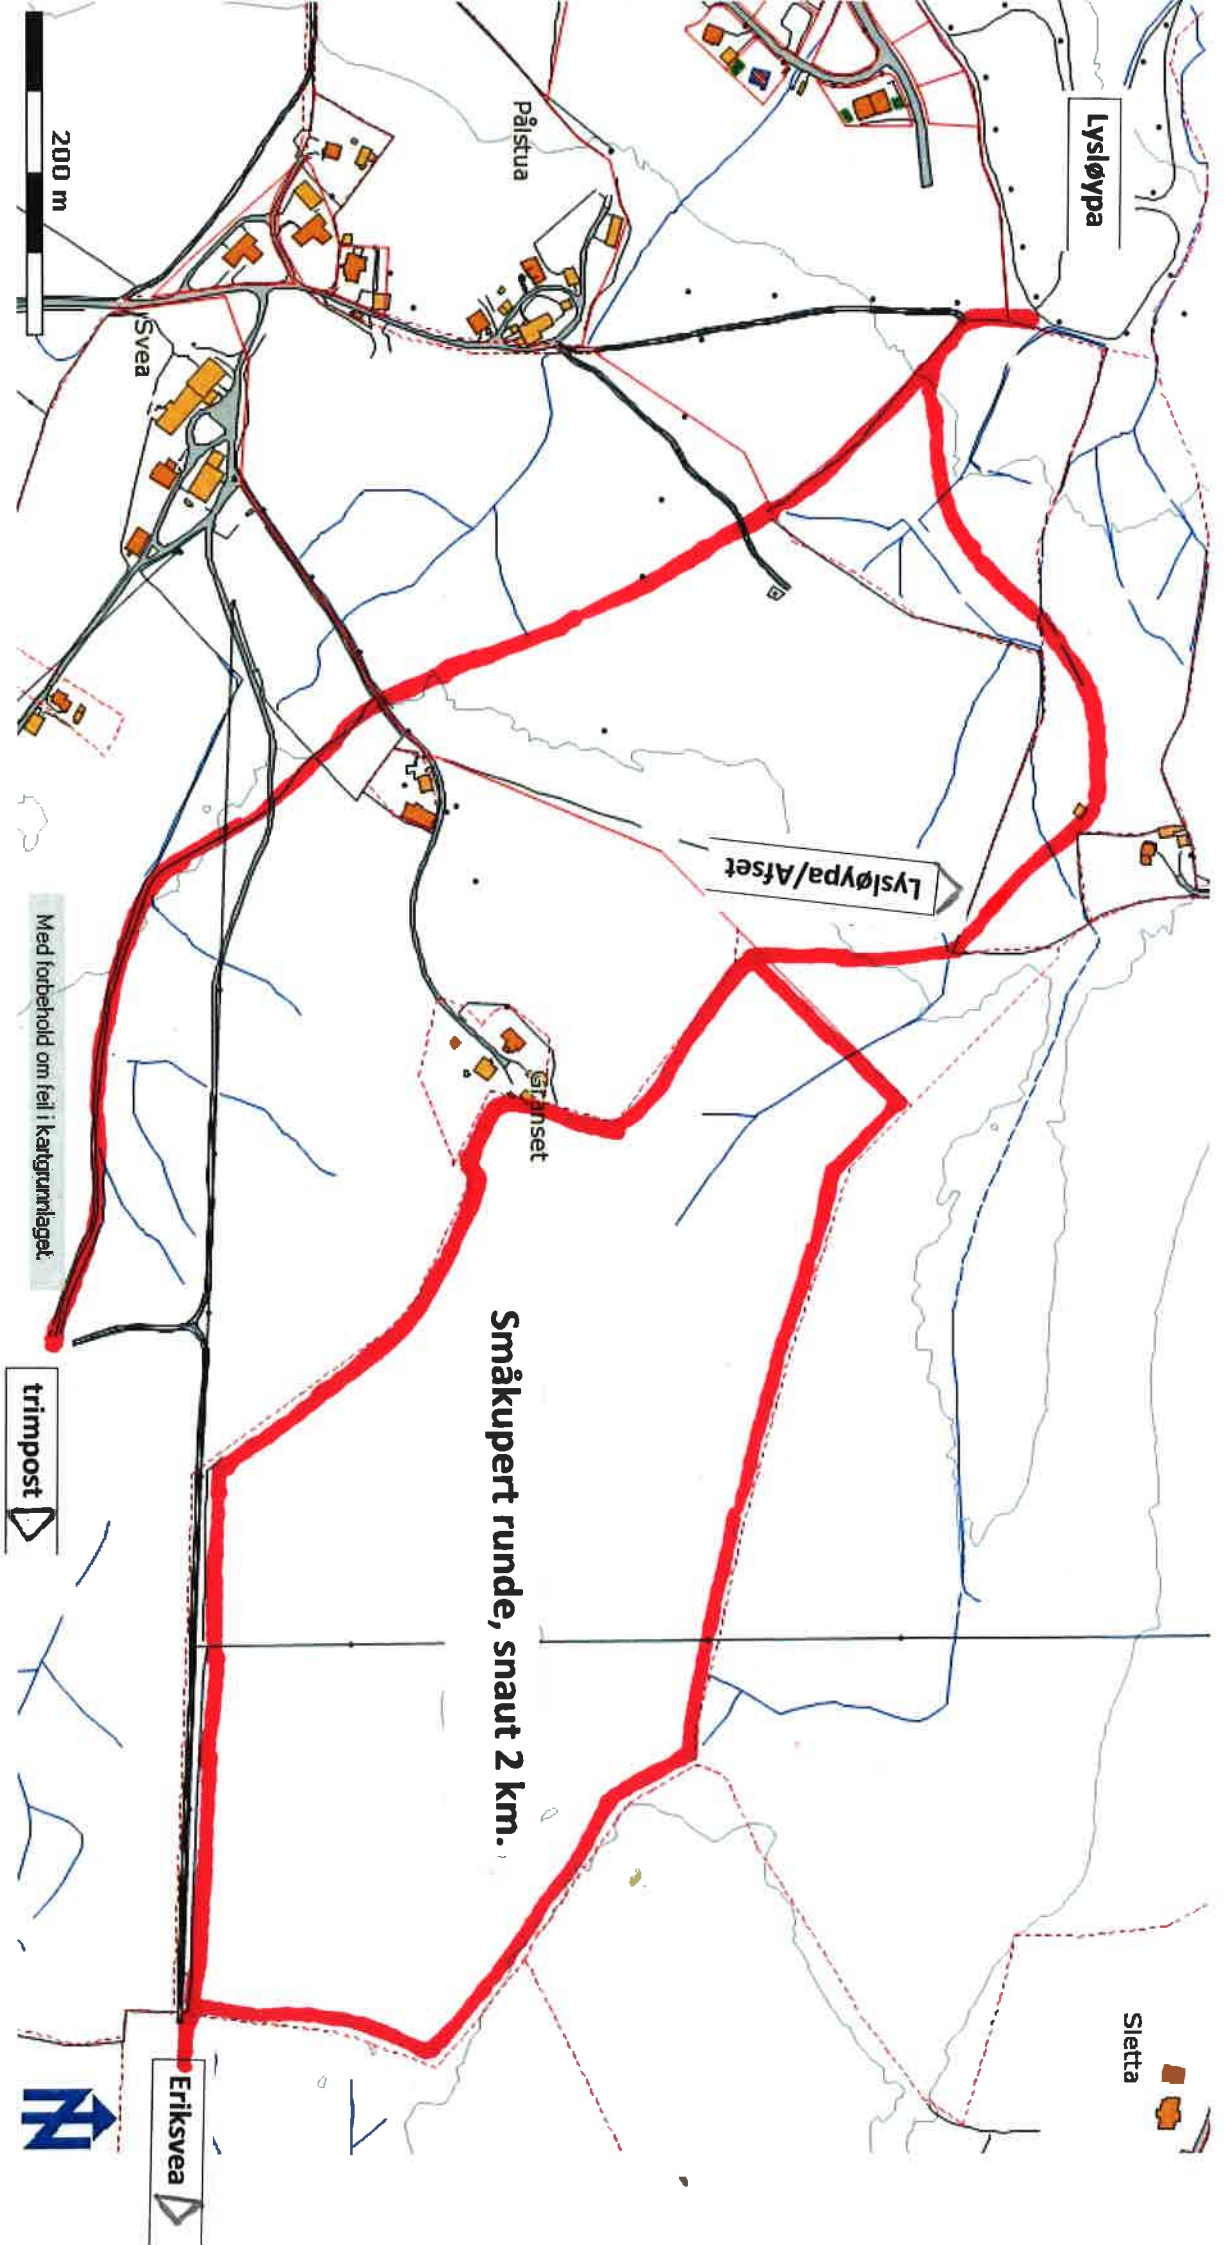 Lysløypa
Pålstua
200 m
Svea
Lysløypa/Afset
Granset
Småkupert runde, snaut 2 km.
Med forbehold om feil i kartgrunnlaget.
trimpost
Sletta
Eriksvea
N